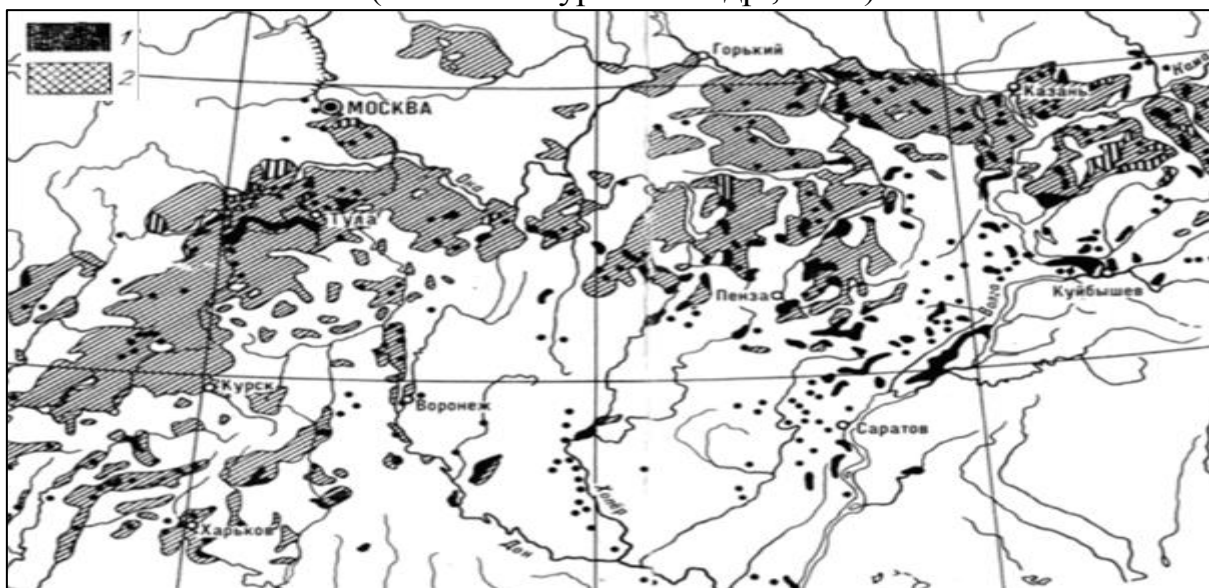 1
2
Горький
Кама
Казань
МОСКВА
Ока
Тула
Пенза
Волга
Куйбышев
Курск
Воронеж
Саратов
Хопёр
Харьков
Дон